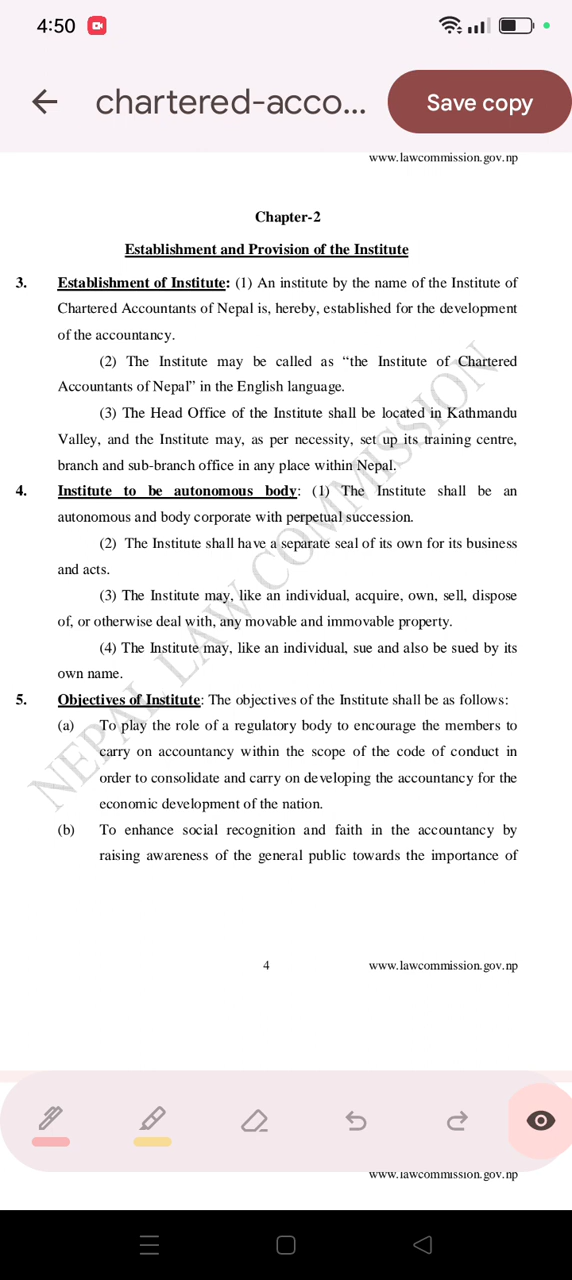 4:50
chartered-acco...
Save copy
www.lawcommission.gov.np
Chapter-2
Establishment and Provision of the Institute
3. Establishment of Institute: (1) An institute by the name of the Institute of
Chartered Accountants of Nepal is, hereby, established for the development
of the accountancy.
(2) The Institute may be called as “the Institute of Chartered
Accountants of Nepal” in the English language.
(3) The Head Office of the Institute shall be located in Kathmandu
Valley, and the Institute may, as per necessity, set up its training centre,
branch and sub-branch office in any place within Nepal.
4. Institute to be autonomous body: (1) The Institute shall be an
autonomous and body corporate with perpetual succession.
(2) The Institute shall have a separate seal of its own for its business
and acts.
(3) The Institute may, like an individual, acquire, own, sell, dispose
of, or otherwise deal with, any movable and immovable property.
(4) The Institute may, like an individual, sue and also be sued by its
own name.
5. Objectives of Institute: The objectives of the Institute shall be as follows:
(a) To play the role of a regulatory body to encourage the members to
carry on accountancy within the scope of the code of conduct in
order to consolidate and carry on developing the accountancy for the
economic development of the nation.
(b) To enhance social recognition and faith in the accountancy by
raising awareness of the general public towards the importance of
NEPAL LAW COMMISSION
4 www.lawcommission.gov.np
www.lawcommission.gov.np